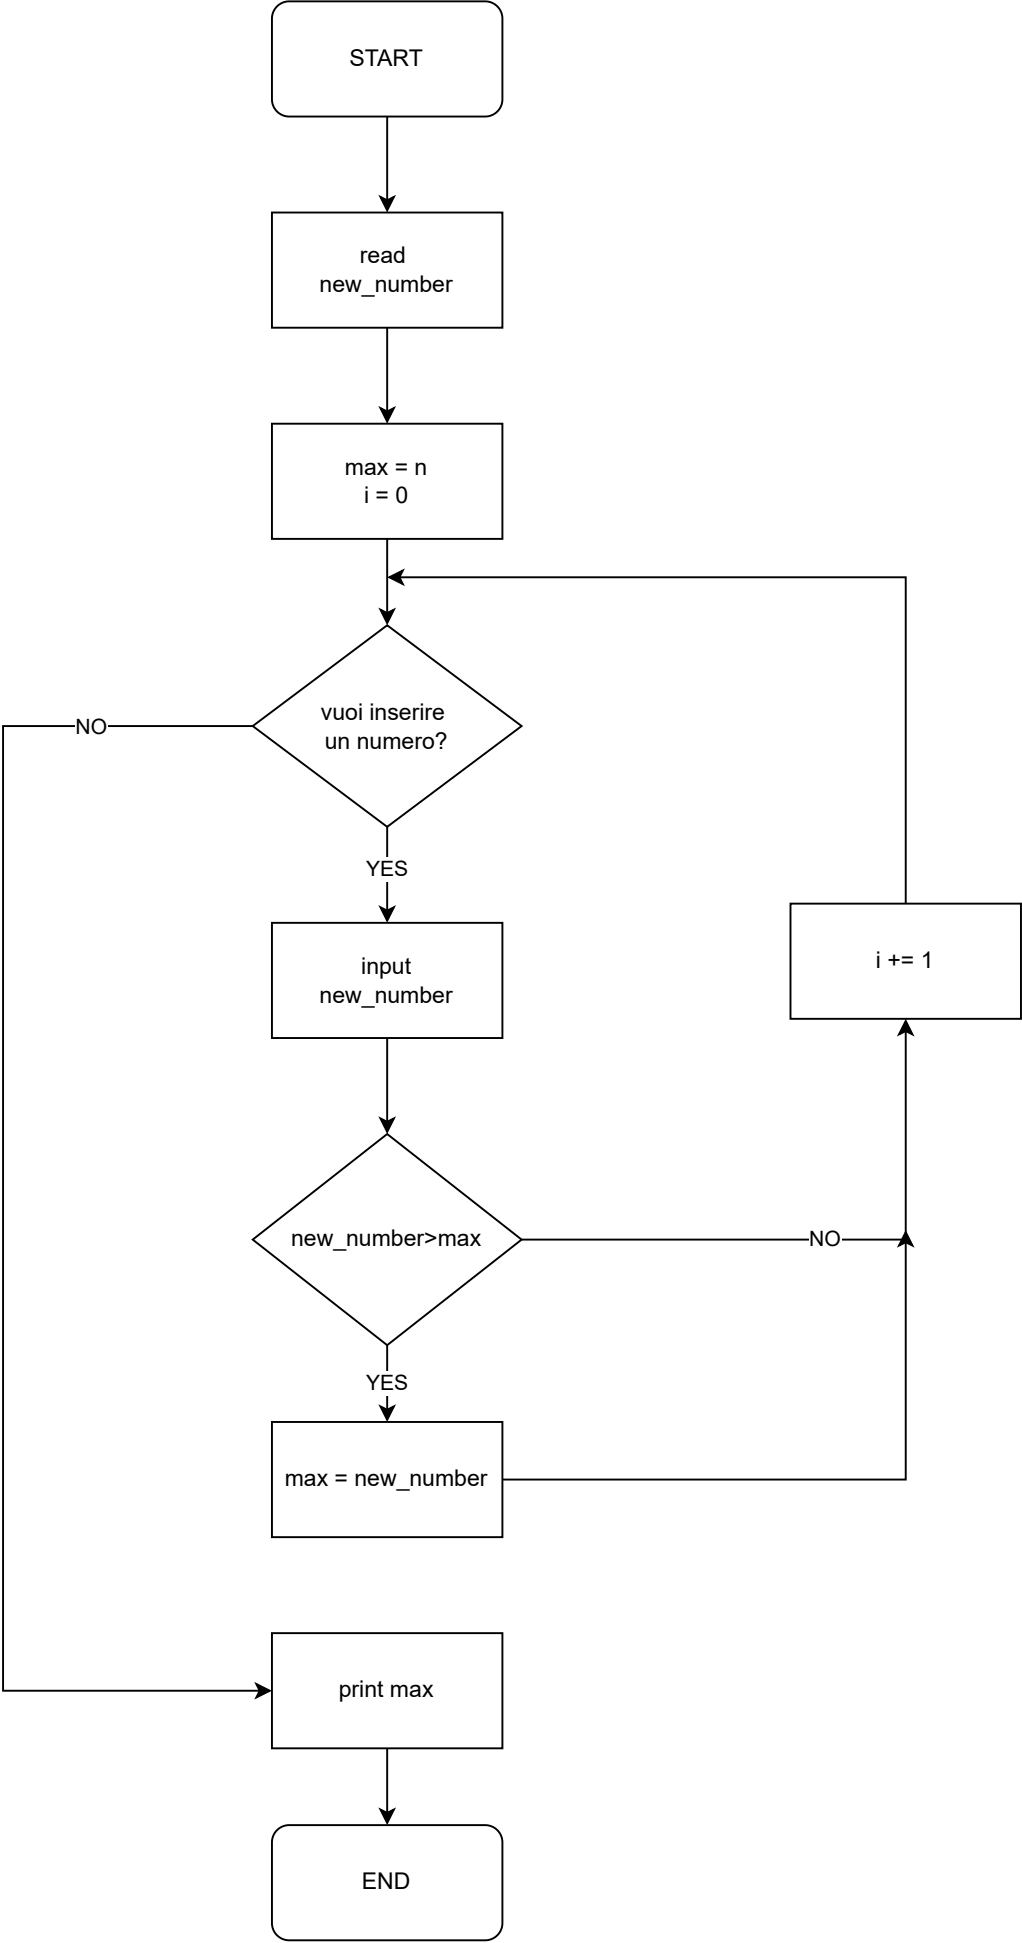 START
read
new_number
max = n
i = 0
vuoi inserire
un numero?
NO
YES
input
new_number
i += 1
new_number>max
NO
YES
max = new_number
print max
END